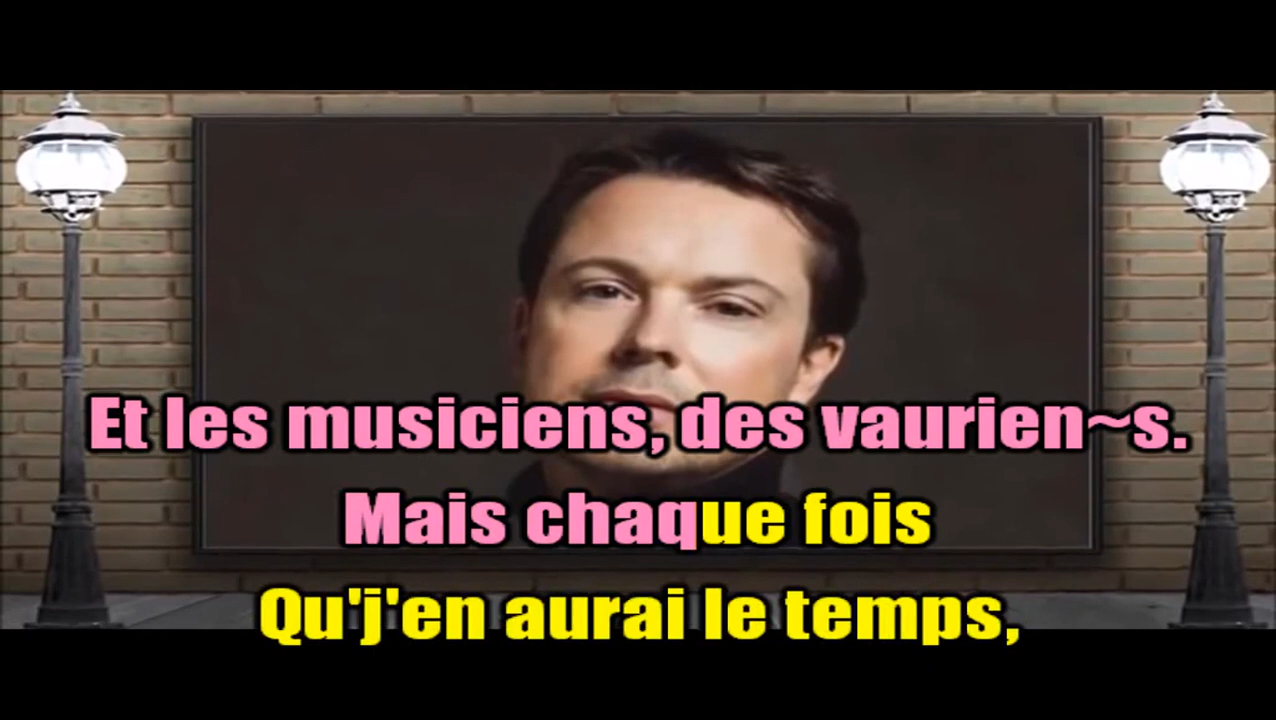 Et les musiciens, des vaurien~s.
Mais chaque fois
Qu'j'en aurai le temps,